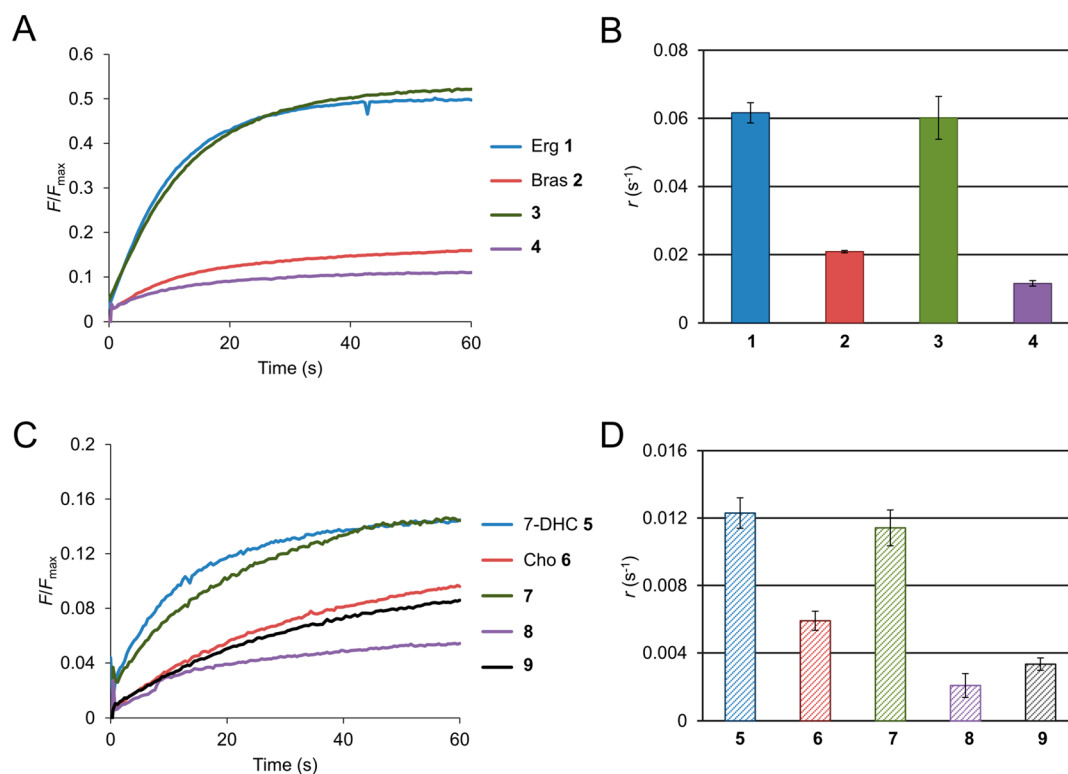 A
0.6
0.5
0.4
0.3
0.2
0.1
0
F/Fmax
0 20 40 60
Time (s)
Erg 1
Bras 2
3
4
B
0.08
0.06
0.04
0.02
0
r (s⁻¹)
1 2 3 4
C
0.2
0.16
0.12
0.08
0.04
0
F/Fmax
0 20 40 60
Time (s)
7-DHC 5
Cho 6
7
8
9
D
0.016
0.012
0.008
0.004
0
r (s⁻¹)
5 6 7 8 9